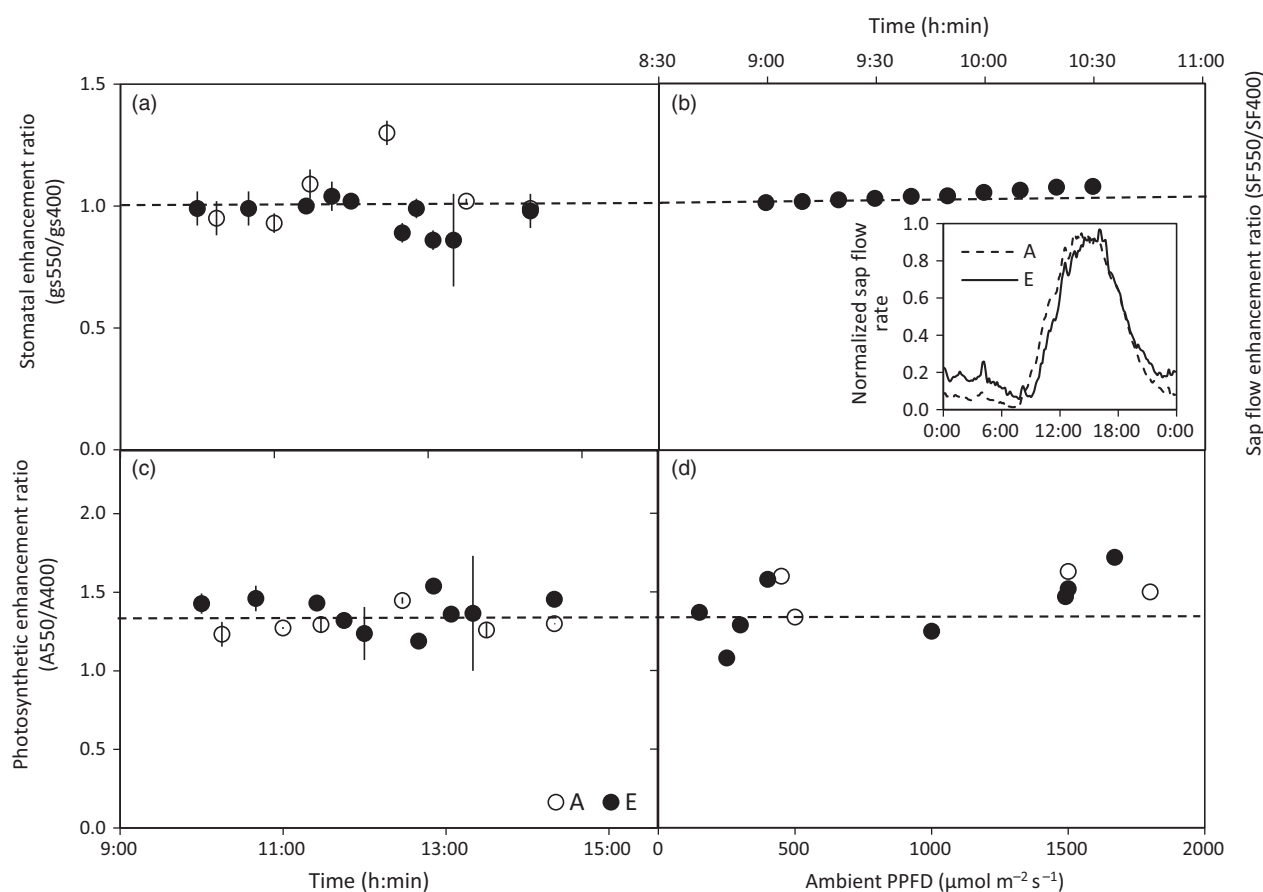 Time (h:min)
8:30 9:00 9:30 10:00 10:30 11:00
1.5
1.0
0.5
0.0
Stomatal enhancement ratio
(gs550/gs400)
(a)
(b)
Sap flow enhancement ratio (SF550/SF400)
Normalized sap flow
rate
1.0
0.8
0.6
0.4
0.2
0.0
A
E
0:00 6:00 12:00 18:00 0:00
Photosynthetic enhancement ratio
(A550/A400)
2.0
1.5
1.0
0.5
0.0
(c)
A E
(d)
9:00 11:00 13:00 15:00
Time (h:min)
0 500 1000 1500 2000
Ambient PPFD (μmol m⁻² s⁻¹)